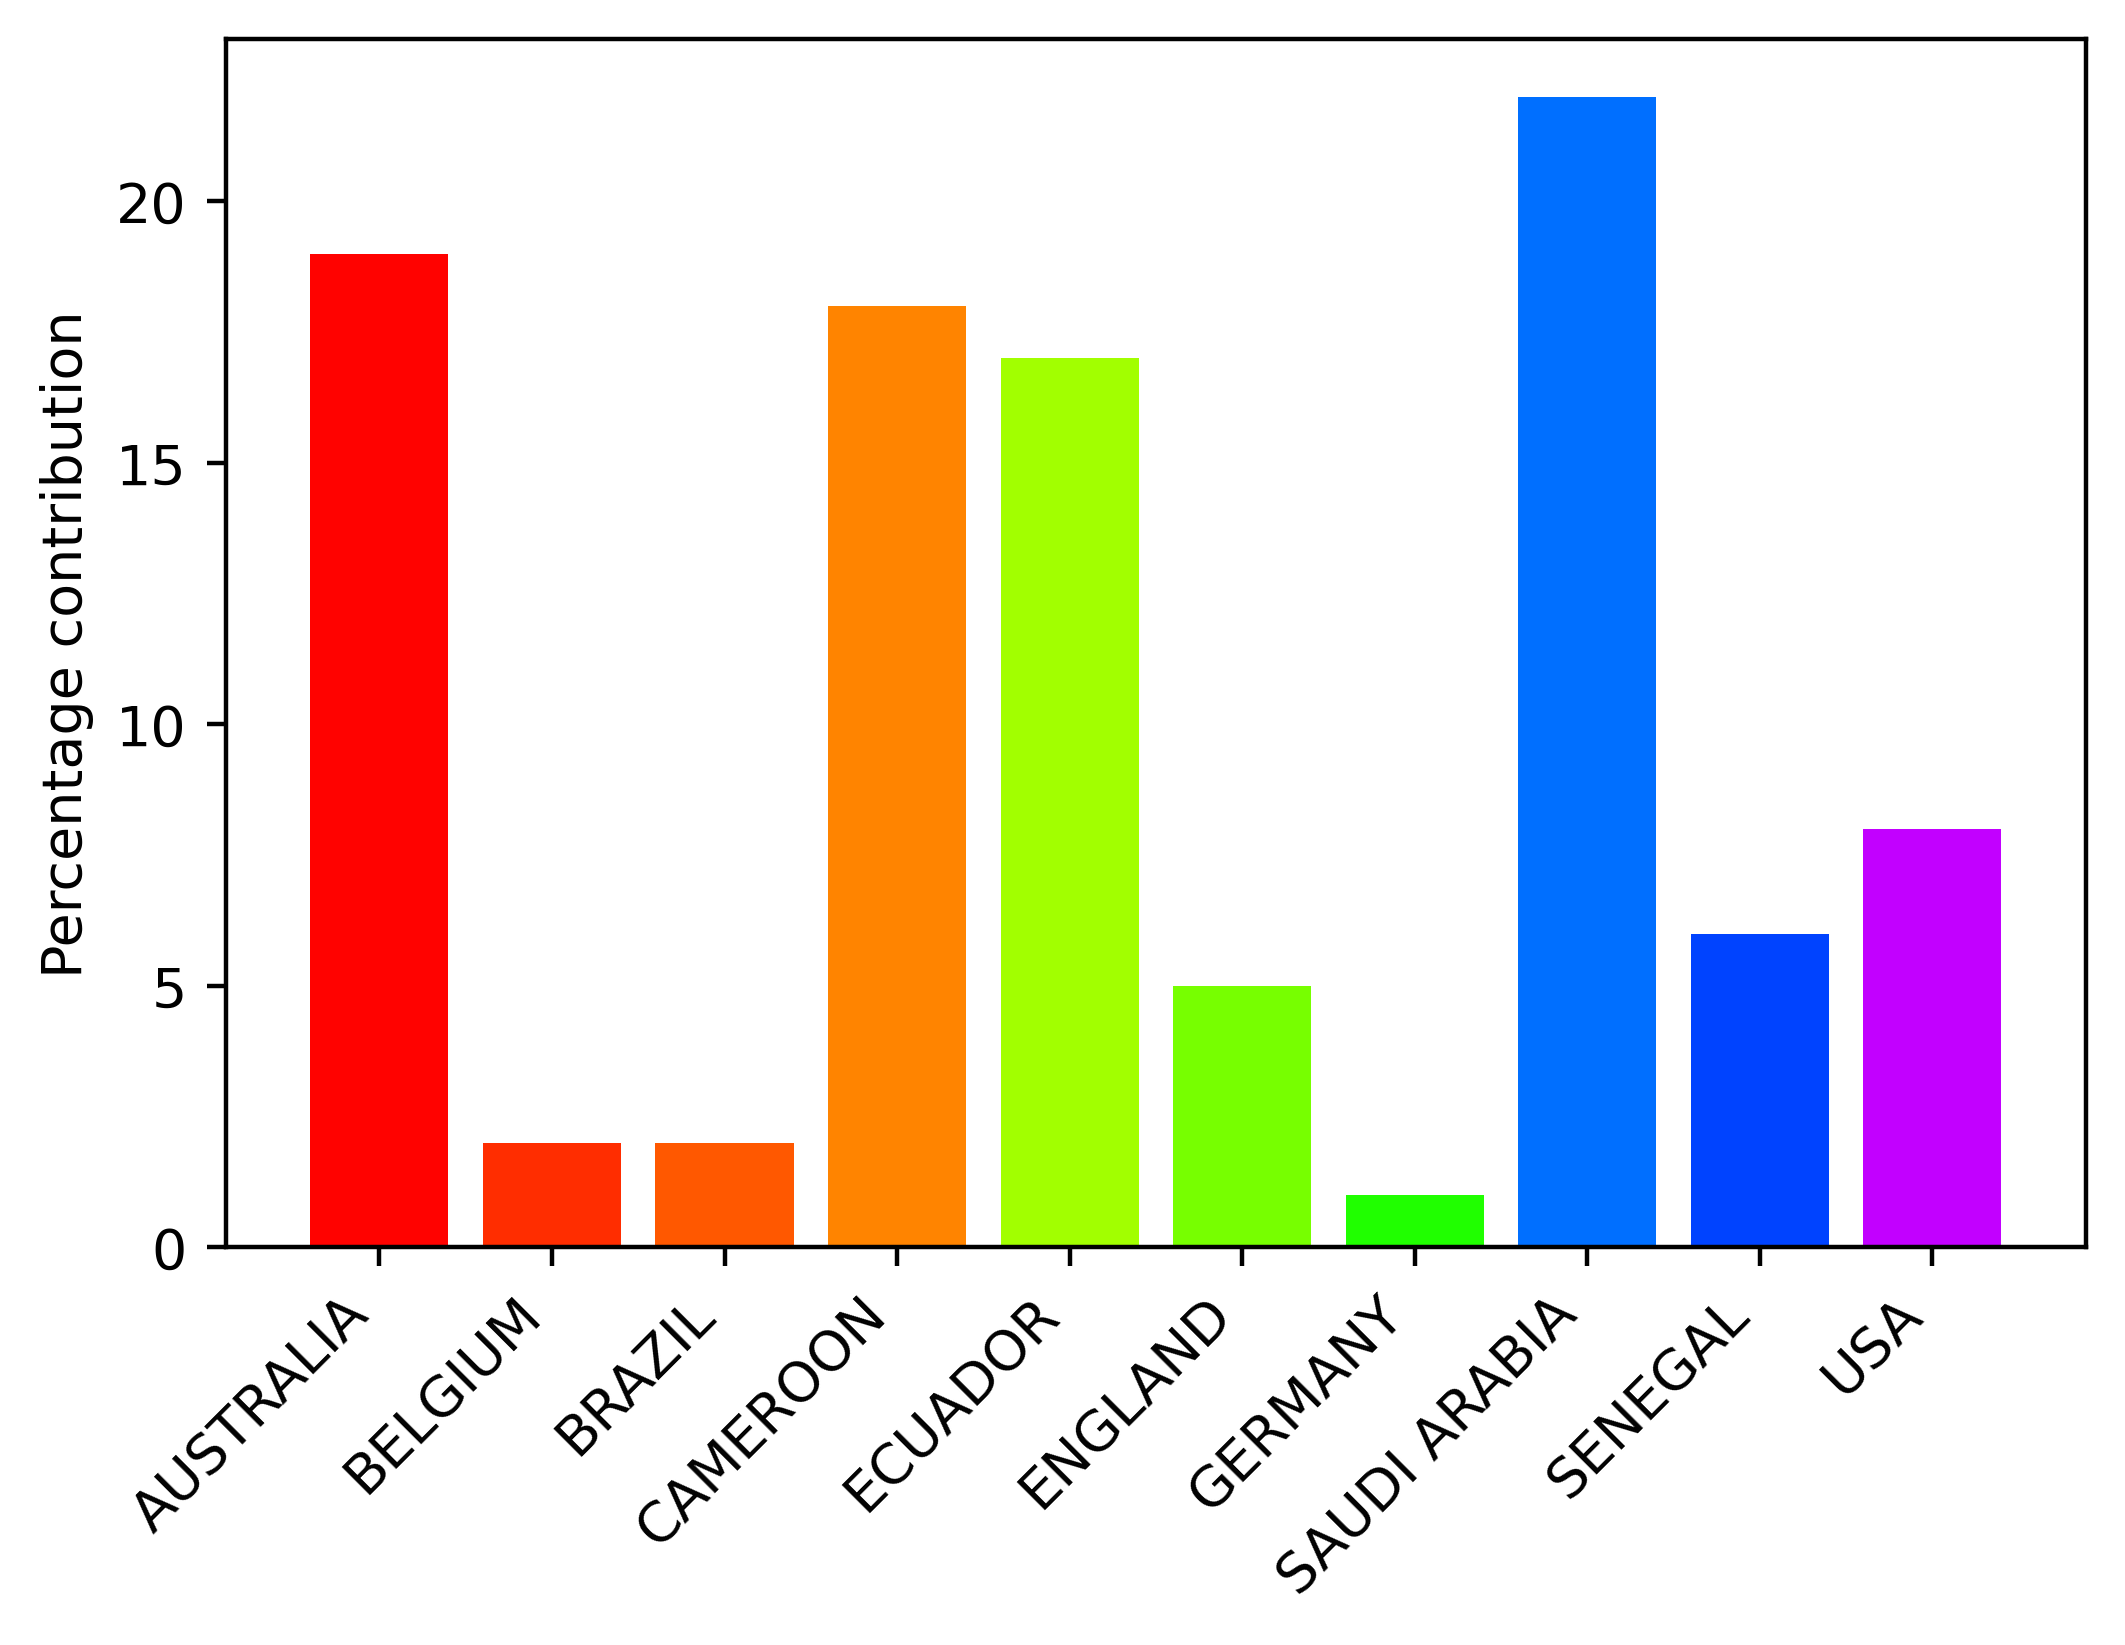 Percentage contribution
20
15
10
5
0
AUSTRALIA
BELGIUM
BRAZIL
CAMEROON
ECUADOR
ENGLAND
GERMANY
SAUDI ARABIA
SENEGAL
USA